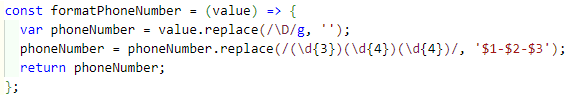 const formatPhoneNumber = (value) => {
  var phoneNumber = value.replace(/\D/g, '');
  phoneNumber = phoneNumber.replace(/(\d{3})(\d{4})(\d{4})/, '$1-$2-$3');
  return phoneNumber;
};